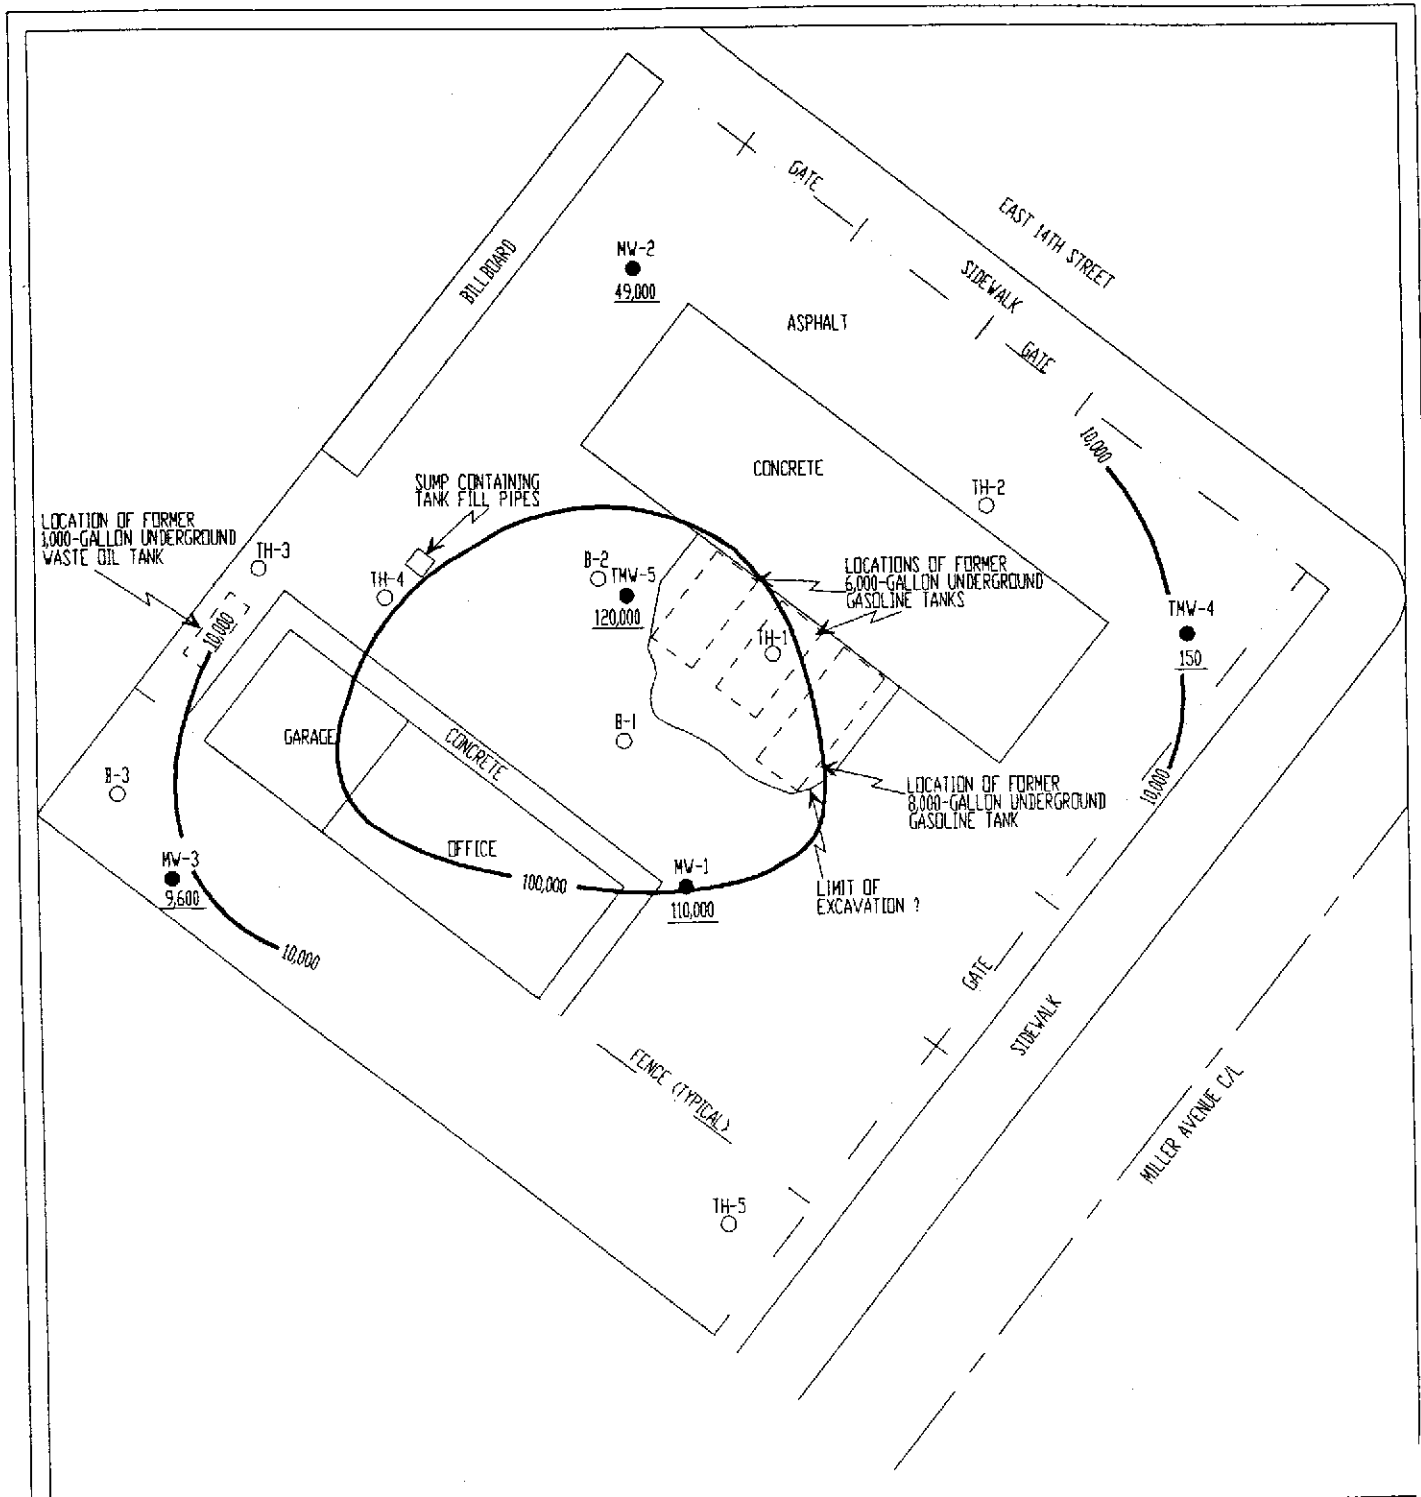 GATE
EAST 14TH STREET
SIDEWALK
MW-2
49,000
BILLBOARD
ASPHALT
GATE
CONCRETE
10,000
TH-2
SUMP CONTAINING
TANK FILL PIPES
LOCATION OF FORMER
1,000-GALLON UNDERGROUND
WASTE OIL TANK
TH-3
TH-4
B-2
TMW-5
120,000
LOCATIONS OF FORMER
6,000-GALLON UNDERGROUND
GASOLINE TANKS
TMW-4
150
10,000
TH-1
B-1
GARAGE
CONCRETE
B-3
LOCATION OF FORMER
8,000-GALLON UNDERGROUND
GASOLINE TANK
10,000
OFFICE
MW-3
9,600
100,000
MW-1
110,000
LIMIT OF
EXCAVATION ?
10,000
GATE
SIDEWALK
FENCE (TYPICAL)
MILLER AVENUE C/L
TH-5